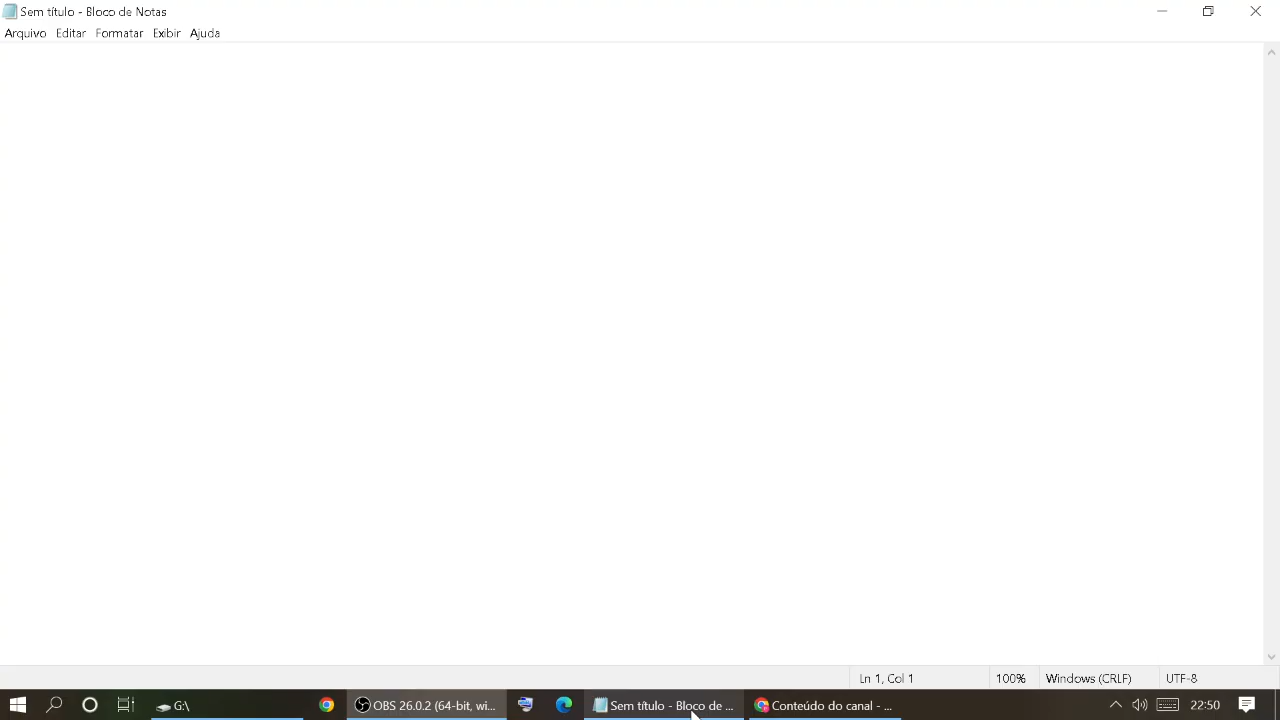 Sem título - Bloco de Notas
Arquivo Editar Formatar Exibir Ajuda
Ln 1, Col 1 100% Windows (CRLF) UTF-8
G:\ OBS 26.0.2 (64-bit: wi... Sem título - Bloco de ... Conteúdo do canal - ... 22:50